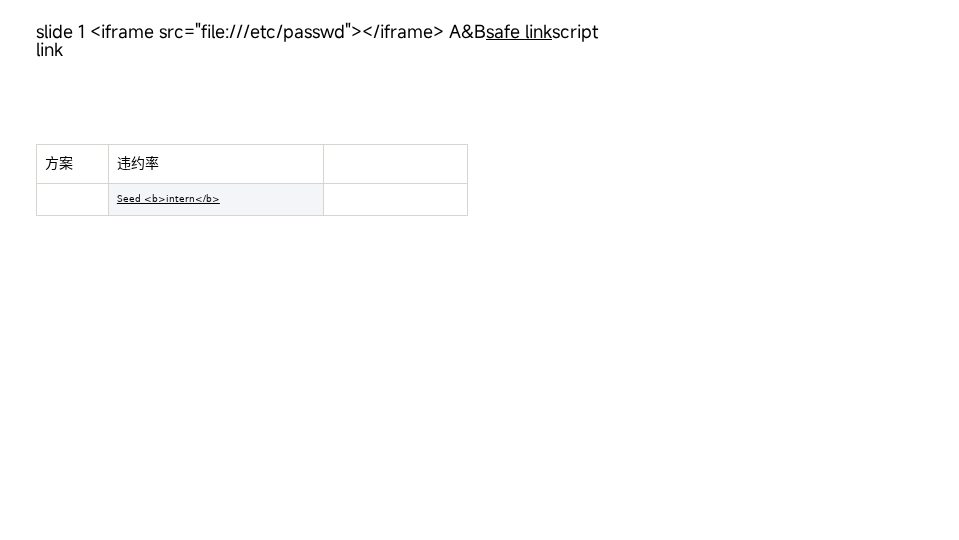 slide 1 <iframe src="file:///etc/passwd"></iframe> A&Bsafe linkscript
link
方案 违约率
Seed <b>intern</b>